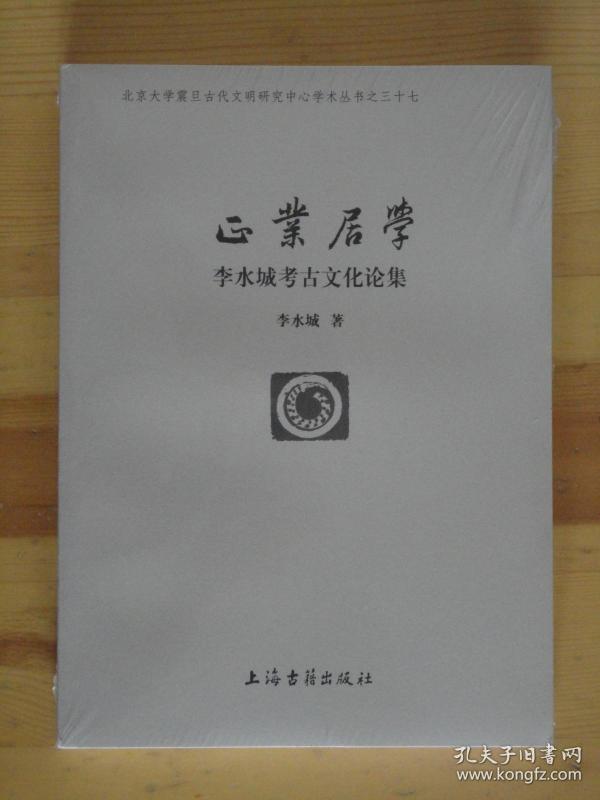 北京大学震旦古代文明研究中心学术丛书之三十七
正業居學
李水城考古文化论集
李水城 著
上海古籍出版社
孔夫子旧书网
www.kongfz.com